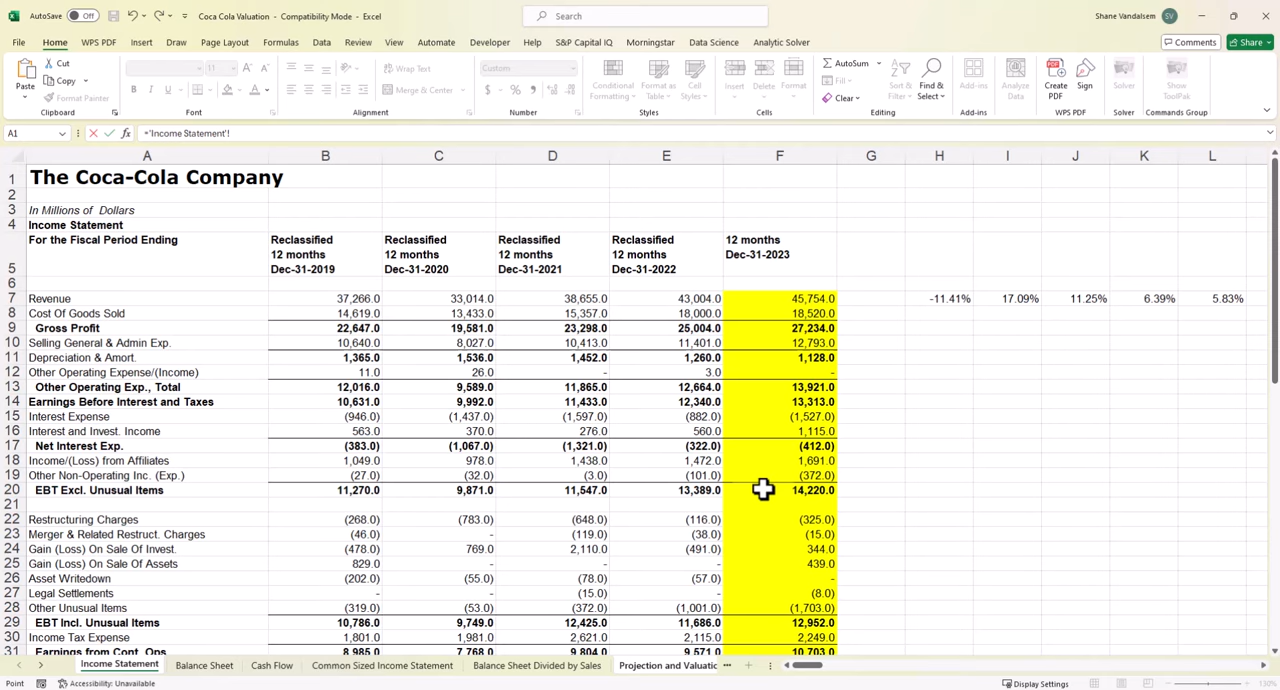 AutoSave Off Coca Cola Valuation - Compatibility Mode - Excel Search Shane Vandalsem SV
File Home WPS PDF Insert Draw Page Layout Formulas Data Review View Automate Developer Help S&P Capital IQ Morningstar Data Science Analytic Solver Comments Share
Paste Cut Copy Format Painter Clipboard
11 B I U A Font
Wrap Text Merge & Center Alignment
Custom $ % Number
Conditional Formatting Format as Table Cell Styles Styles
Insert Delete Format Cells
AutoSum Fill Clear Sort & Filter Find & Select Editing
Add-ins Add-ins
Analyze Data
Create PDF Sign WPS PDF
Solver Solver
Show ToolPak Commands Group
A1 fx ='Income Statement'!
A B C D E F G H I J K L
1 The Coca-Cola Company
2
3 In Millions of Dollars
4 Income Statement
For the Fiscal Period Ending Reclassified Reclassified Reclassified Reclassified 12 months
12 months 12 months 12 months 12 months Dec-31-2023
5 Dec-31-2019 Dec-31-2020 Dec-31-2021 Dec-31-2022
6
7 Revenue 37,266.0 33,014.0 38,655.0 43,004.0 45,754.0 -11.41% 17.09% 11.25% 6.39% 5.83%
8 Cost Of Goods Sold 14,619.0 13,433.0 15,357.0 18,000.0 18,520.0
9 Gross Profit 22,647.0 19,581.0 23,298.0 25,004.0 27,234.0
10 Selling General & Admin Exp. 10,640.0 8,027.0 10,413.0 11,401.0 12,793.0
11 Depreciation & Amort. 1,365.0 1,536.0 1,452.0 1,260.0 1,128.0
12 Other Operating Expense/(Income) 11.0 26.0 - 3.0 -
13 Other Operating Exp., Total 12,016.0 9,589.0 11,865.0 12,664.0 13,921.0
14 Earnings Before Interest and Taxes 10,631.0 9,992.0 11,433.0 12,340.0 13,313.0
15 Interest Expense (946.0) (1,437.0) (1,597.0) (882.0) (1,527.0)
16 Interest and Invest. Income 563.0 370.0 276.0 560.0 1,115.0
17 Net Interest Exp. (383.0) (1,067.0) (1,321.0) (322.0) (412.0)
18 Income/(Loss) from Affiliates 1,049.0 978.0 1,438.0 1,472.0 1,691.0
19 Other Non-Operating Inc. (Exp.) (27.0) (32.0) (3.0) (101.0) (372.0)
20 EBT Excl. Unusual Items 11,270.0 9,871.0 11,547.0 13,389.0 14,220.0
21
22 Restructuring Charges (268.0) (783.0) (648.0) (116.0) (325.0)
23 Merger & Related Restruct. Charges (46.0) - (119.0) (38.0) (15.0)
24 Gain (Loss) On Sale Of Invest. (478.0) 769.0 2,110.0 (491.0) 344.0
25 Gain (Loss) On Sale Of Assets 829.0 - - - 439.0
26 Asset Writedown (202.0) (55.0) (78.0) (57.0) -
27 Legal Settlements - - (15.0) - (8.0)
28 Other Unusual Items (319.0) (53.0) (372.0) (1,001.0) (1,703.0)
29 EBT Incl. Unusual Items 10,786.0 9,749.0 12,425.0 11,686.0 12,952.0
30 Income Tax Expense 1,801.0 1,981.0 2,621.0 2,115.0 2,249.0
31 Earnings from Cont. Ops 8,985.0 7,768.0 9,804.0 9,571.0 10,703.0
Income Statement Balance Sheet Cash Flow Common Sized Income Statement Balance Sheet Divided by Sales Projection and Valuatio ...
Point Accessibility: Unavailable Display Settings 130%